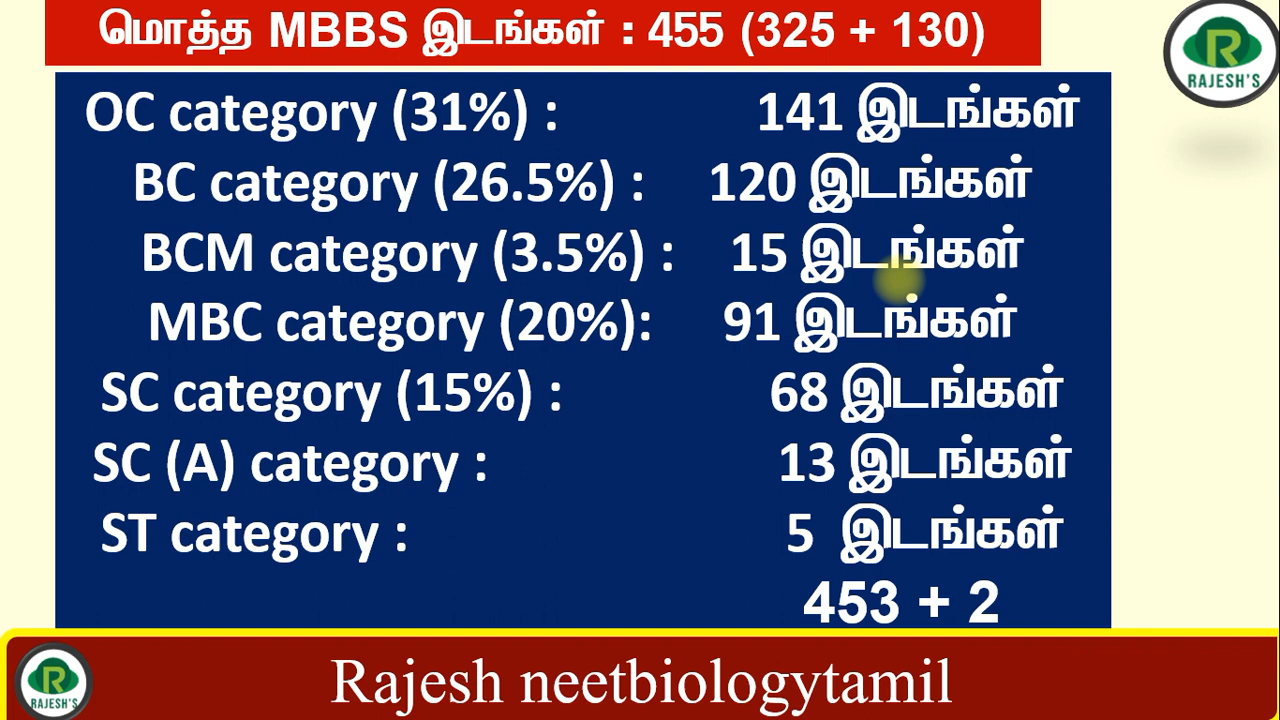 மொத்த MBBS இடங்கள் : 455 (325 + 130)
R
RAJESH'S
OC category (31%) : 141 இடங்கள்
BC category (26.5%) : 120 இடங்கள்
BCM category (3.5%) : 15 இடங்கள்
MBC category (20%): 91 இடங்கள்
SC category (15%) : 68 இடங்கள்
SC (A) category : 13 இடங்கள்
ST category : 5 இடங்கள்
453 + 2
R
RAJESH'S
Rajesh neetbiologytamil